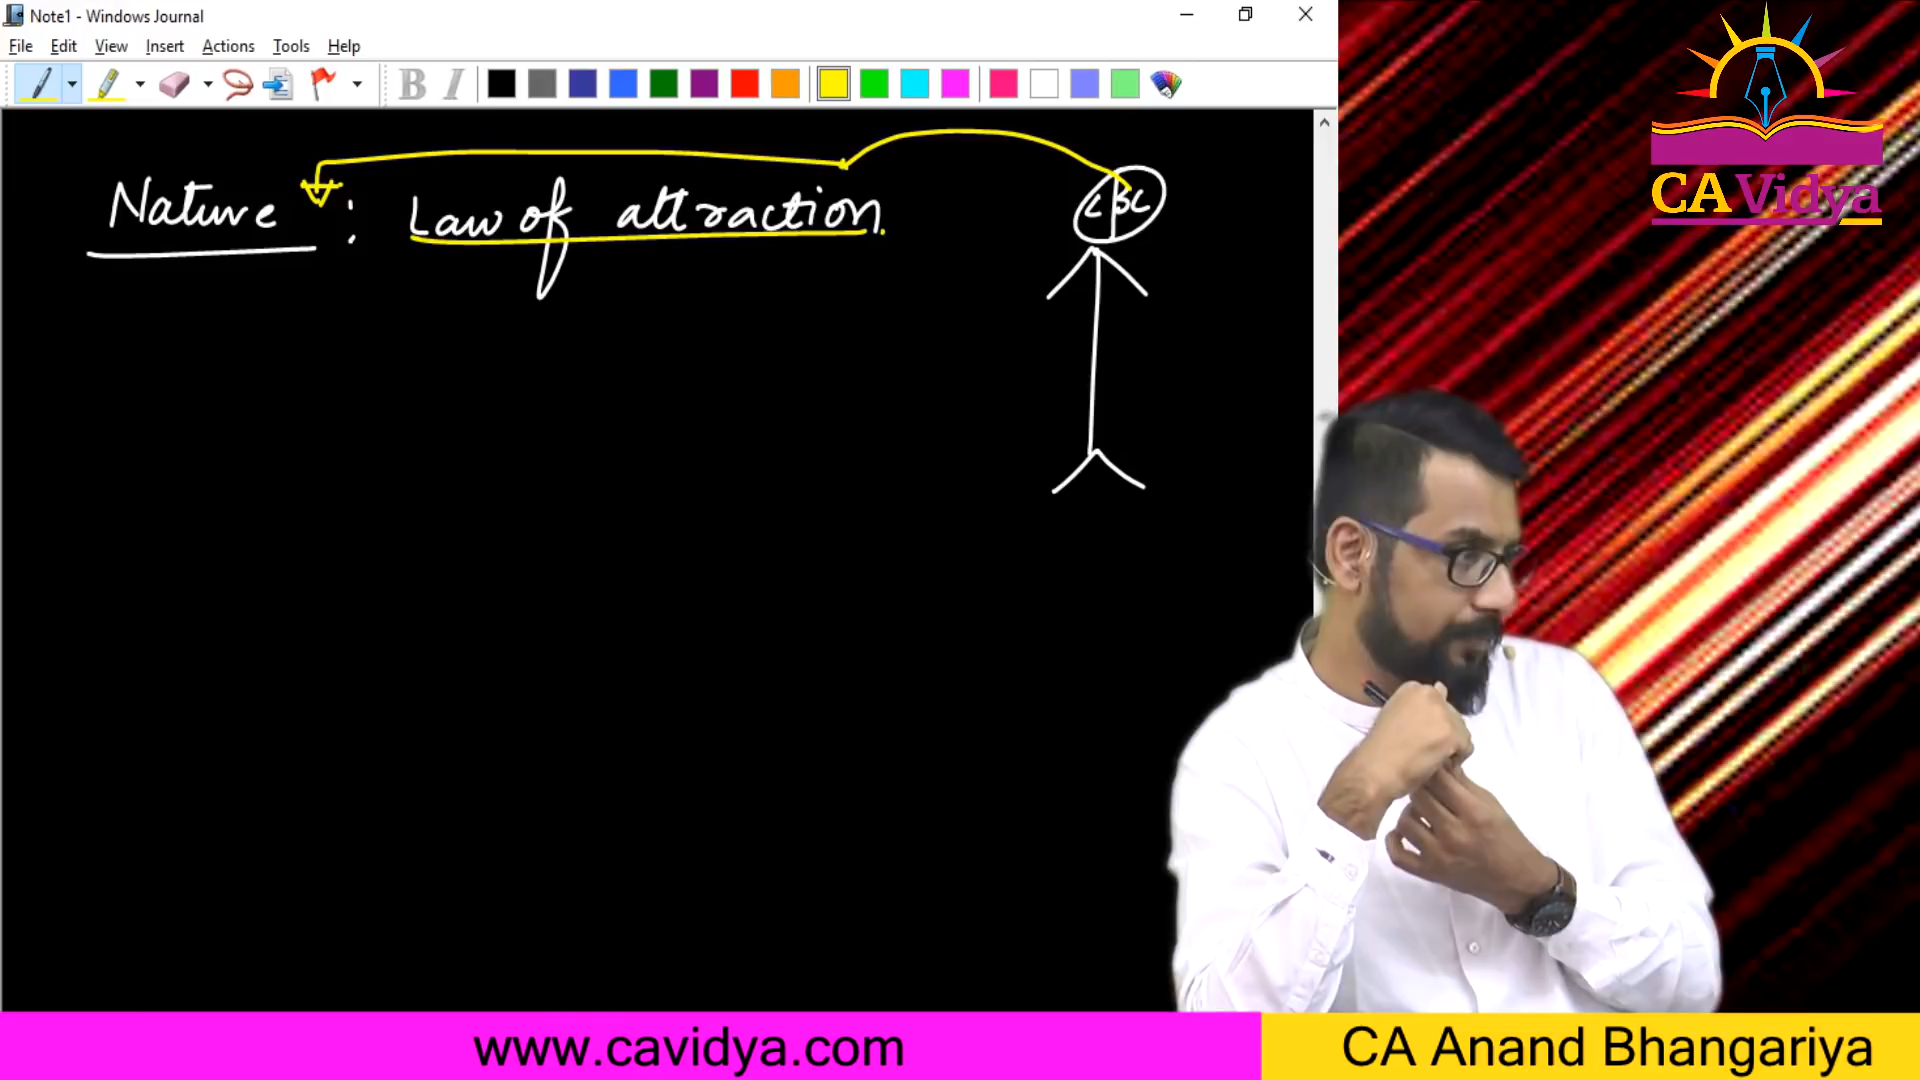 Note1 - Windows Journal
File Edit View Insert Actions Tools Help
B I
Nature : Law of attraction.
C SC
CA Vidya
www.cavidya.com
CA Anand Bhangariya